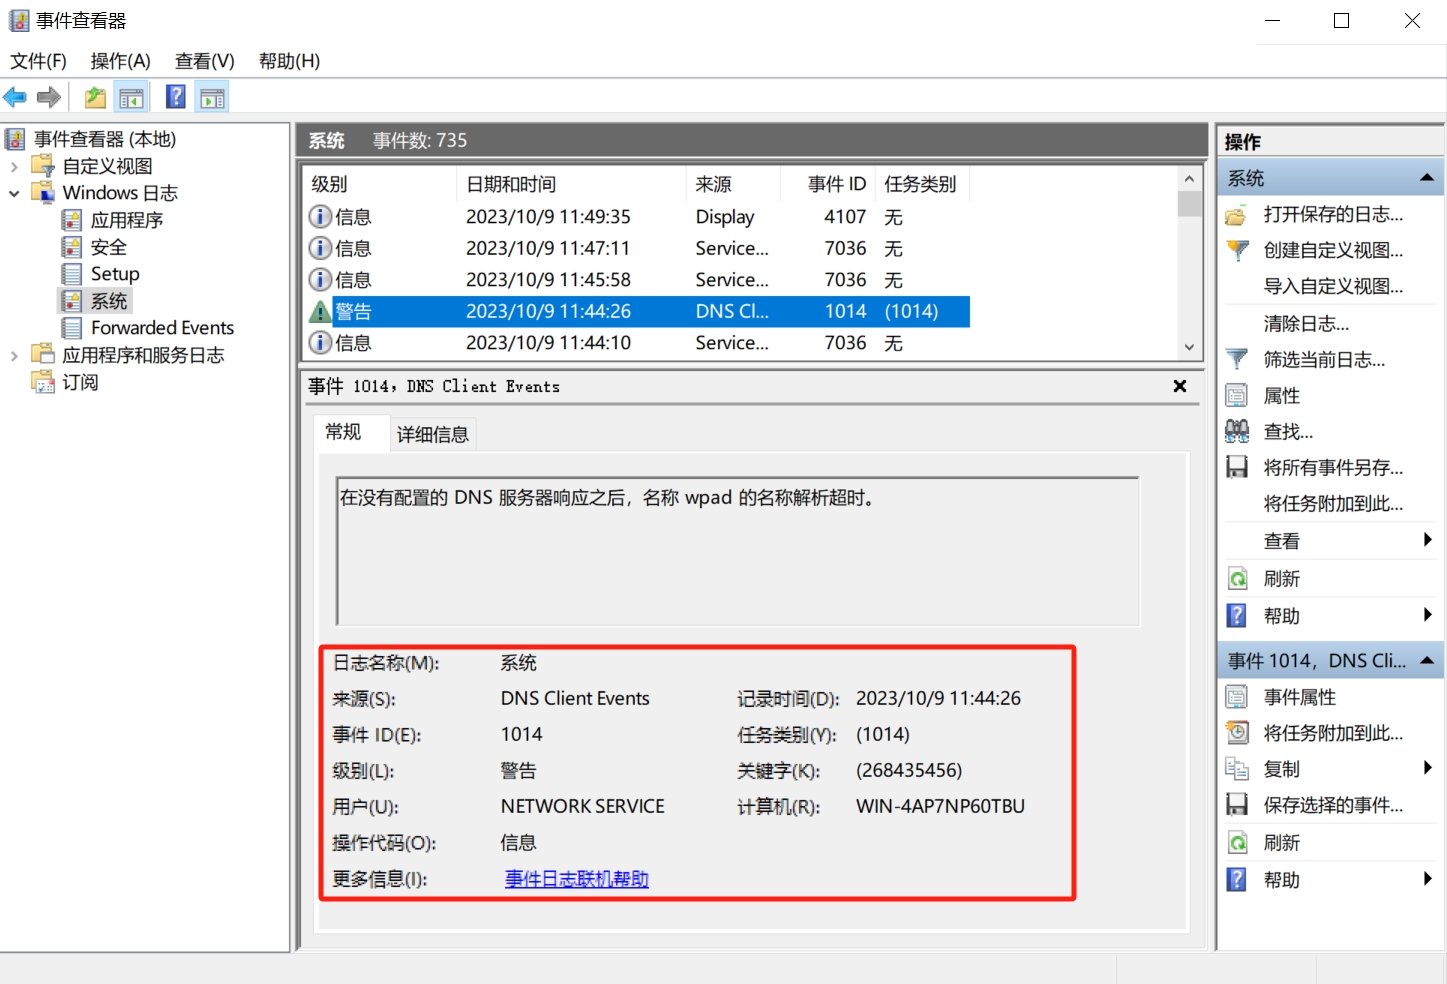 事件查看器
文件(F) 操作(A) 查看(V) 帮助(H)
事件查看器 (本地)
自定义视图
Windows 日志
应用程序
安全
Setup
系统
Forwarded Events
应用程序和服务日志
订阅
系统 事件数: 735
级别 日期和时间 来源 事件 ID 任务类别
信息 2023/10/9 11:49:35 Display 4107 无
信息 2023/10/9 11:47:11 Service... 7036 无
信息 2023/10/9 11:45:58 Service... 7036 无
警告 2023/10/9 11:44:26 DNS Cl... 1014 (1014)
信息 2023/10/9 11:44:10 Service... 7036 无
事件 1014，DNS Client Events
常规 详细信息
在没有配置的 DNS 服务器响应之后，名称 wpad 的名称解析超时。
日志名称(M): 系统
来源(S): DNS Client Events 记录时间(D): 2023/10/9 11:44:26
事件 ID(E): 1014 任务类别(Y): (1014)
级别(L): 警告 关键字(K): (268435456)
用户(U): NETWORK SERVICE 计算机(R): WIN-4AP7NP60TBU
操作代码(O): 信息
更多信息(I): 事件日志联机帮助
操作
系统
打开保存的日志...
创建自定义视图...
导入自定义视图...
清除日志...
筛选当前日志...
属性
查找...
将所有事件另存...
将任务附加到此...
查看
刷新
帮助
事件 1014，DNS Cli...
事件属性
将任务附加到此...
复制
保存选择的事件...
刷新
帮助